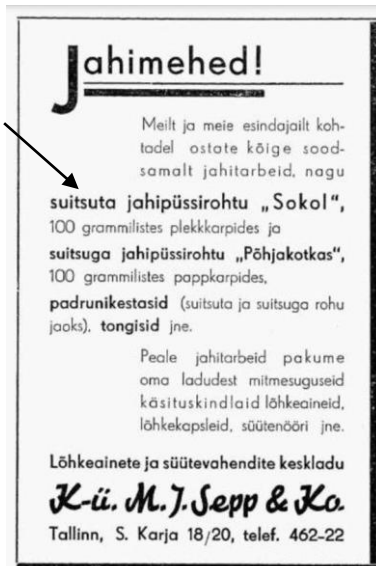 Jahimehed!
Meilt ja meie esindajailt koh-
tadel ostate kõige sood-
samalt jahitarbeid, nagu
suitsuta jahipüssirohtu „Sokol“,
100 grammilistes plekkkarpides ja
suitsuga jahipüssirohtu „Põhjakotkas“,
100 grammilistes pappkarpides,
padrunikestasid (suitsuta ja suitsuga rohu
jaoks), tongisid jne.
Peale jahitarbeid pakume
oma ladudest mitmesuguseid
käsituskindlaid lõhkeaineid,
lõhkekapsleid, süütenööri jne.
Lõhkeainete ja süütevahendite keskladu
K-ü. M. J. Sepp & Ko.
Tallinn, S. Karja 18/20, telef. 462-22